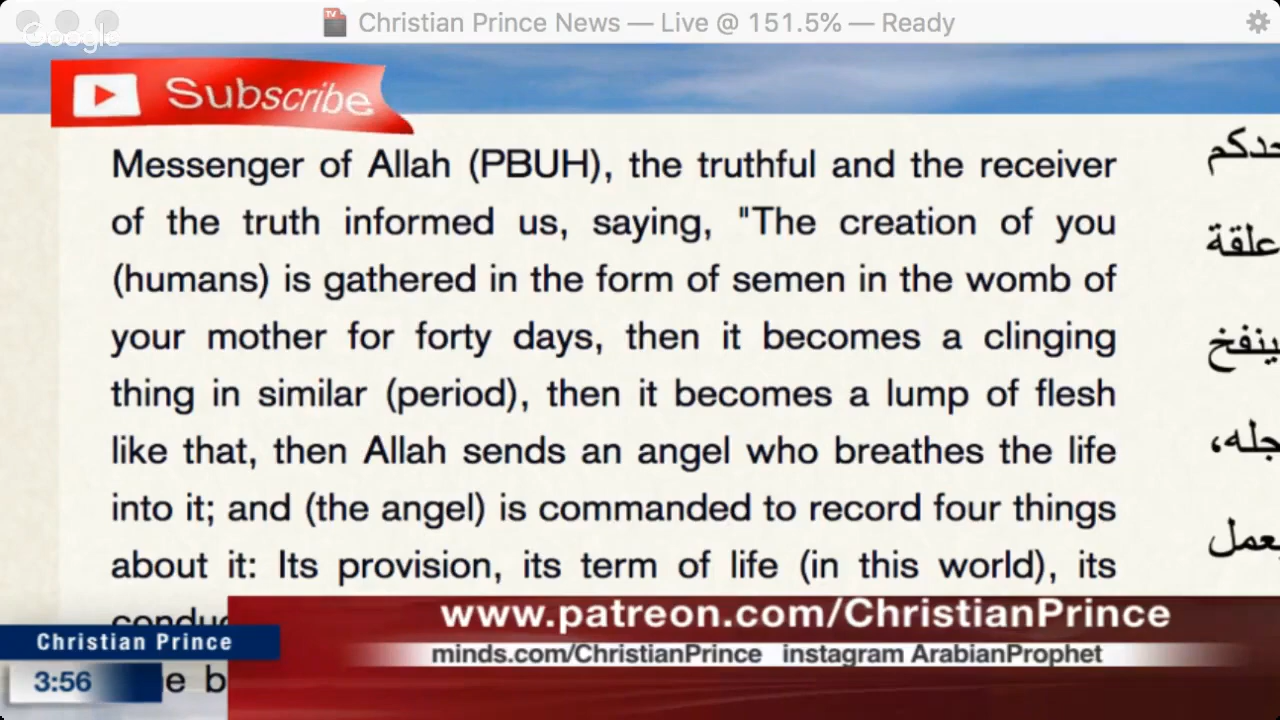 Christian Prince News — Live @ 151.5% — Ready
Google
Subscribe
Messenger of Allah (PBUH), the truthful and the receiver
of the truth informed us, saying, "The creation of you
(humans) is gathered in the form of semen in the womb of
your mother for forty days, then it becomes a clinging
thing in similar (period), then it becomes a lump of flesh
like that, then Allah sends an angel who breathes the life
into it; and (the angel) is commanded to record four things
about it: Its provision, its term of life (in this world), its
علقة
www.patreon.com/ChristianPrince
Christian Prince
minds.com/ChristianPrince instagram ArabianProphet
3:56
e b